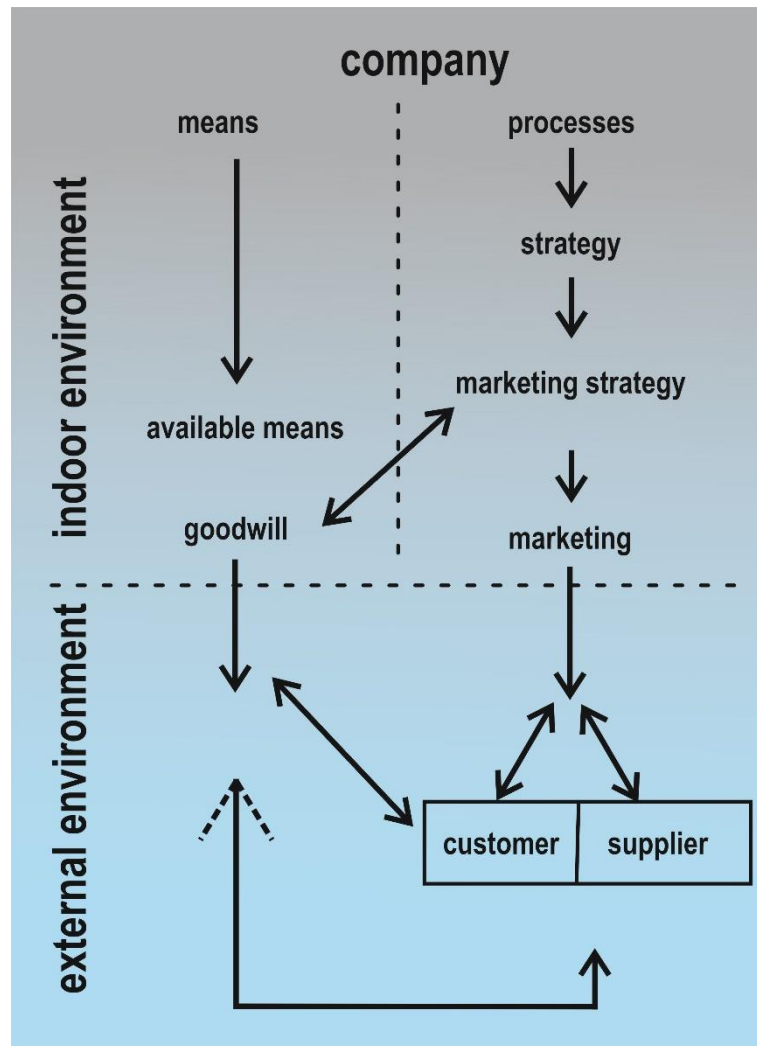 company
means
processes
strategy
marketing strategy
available means
goodwill
marketing
indoor environment
external environment
customer
supplier